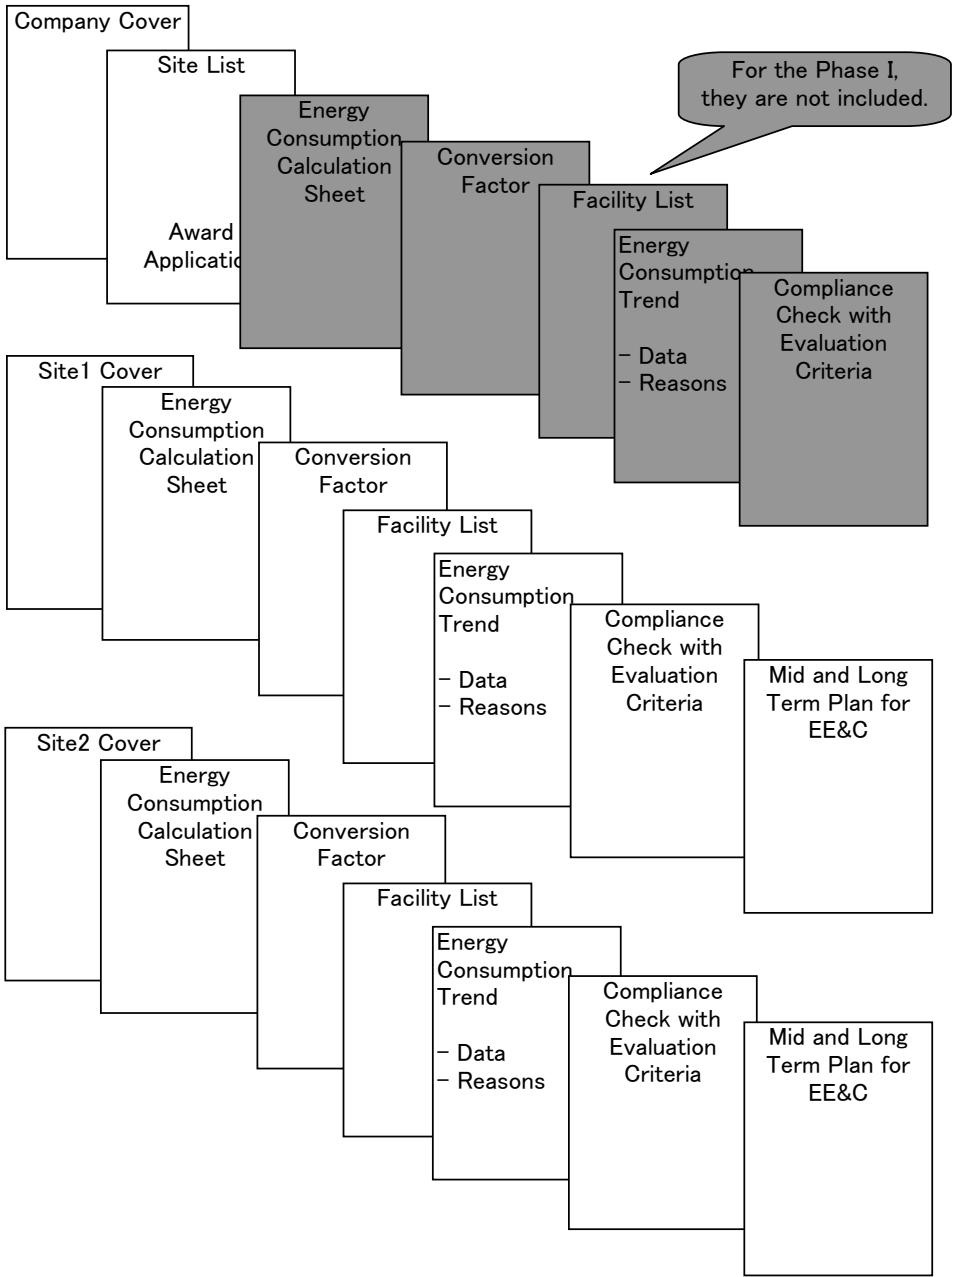 Company Cover
Site List
Award
Applicatio
Energy
Consumption
Calculation
Sheet
Conversion
Factor
For the Phase I,
they are not included.
Facility List
Energy
Consumption
Trend
- Data
- Reasons
Compliance
Check with
Evaluation
Criteria
Site1 Cover
Energy
Consumption
Calculation
Sheet
Conversion
Factor
Facility List
Energy
Consumption
Trend
- Data
- Reasons
Compliance
Check with
Evaluation
Criteria
Mid and Long
Term Plan for
EE&C
Site2 Cover
Energy
Consumption
Calculation
Sheet
Conversion
Factor
Facility List
Energy
Consumption
Trend
- Data
- Reasons
Compliance
Check with
Evaluation
Criteria
Mid and Long
Term Plan for
EE&C